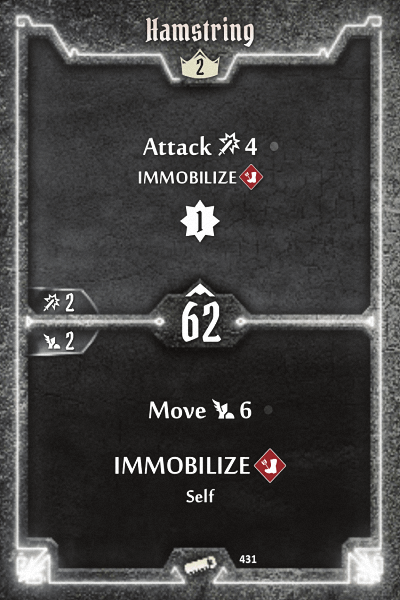 Hamstring
2
Attack 4
IMMOBILIZE
1
2
62
2
Move 6
IMMOBILIZE
Self
431